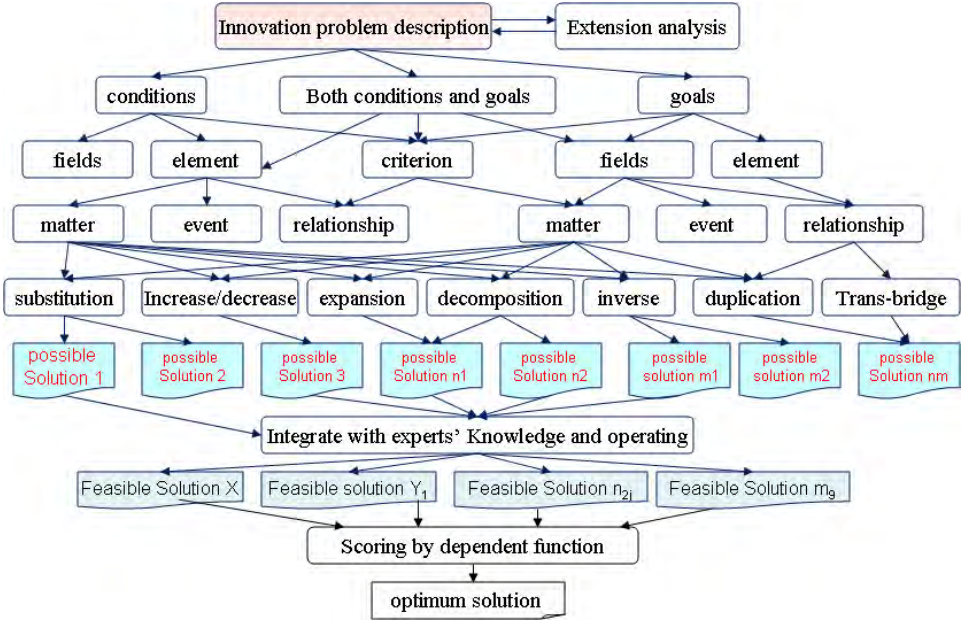 Innovation problem description
Extension analysis
conditions
Both conditions and goals
goals
fields
element
criterion
fields
element
matter
event
relationship
matter
event
relationship
substitution
Increase/decrease
expansion
decomposition
inverse
duplication
Trans-bridge
possible
Solution 1
possible
Solution 2
possible
Solution 3
possible
Solution n1
possible
Solution n2
possible
solution m1
possible
solution m2
possible
Solution nm
Integrate with experts’ Knowledge and operating
Feasible Solution X
Feasible solution Y1
Feasible Solution n2j
Feasible Solution m9
Scoring by dependent function
optimum solution